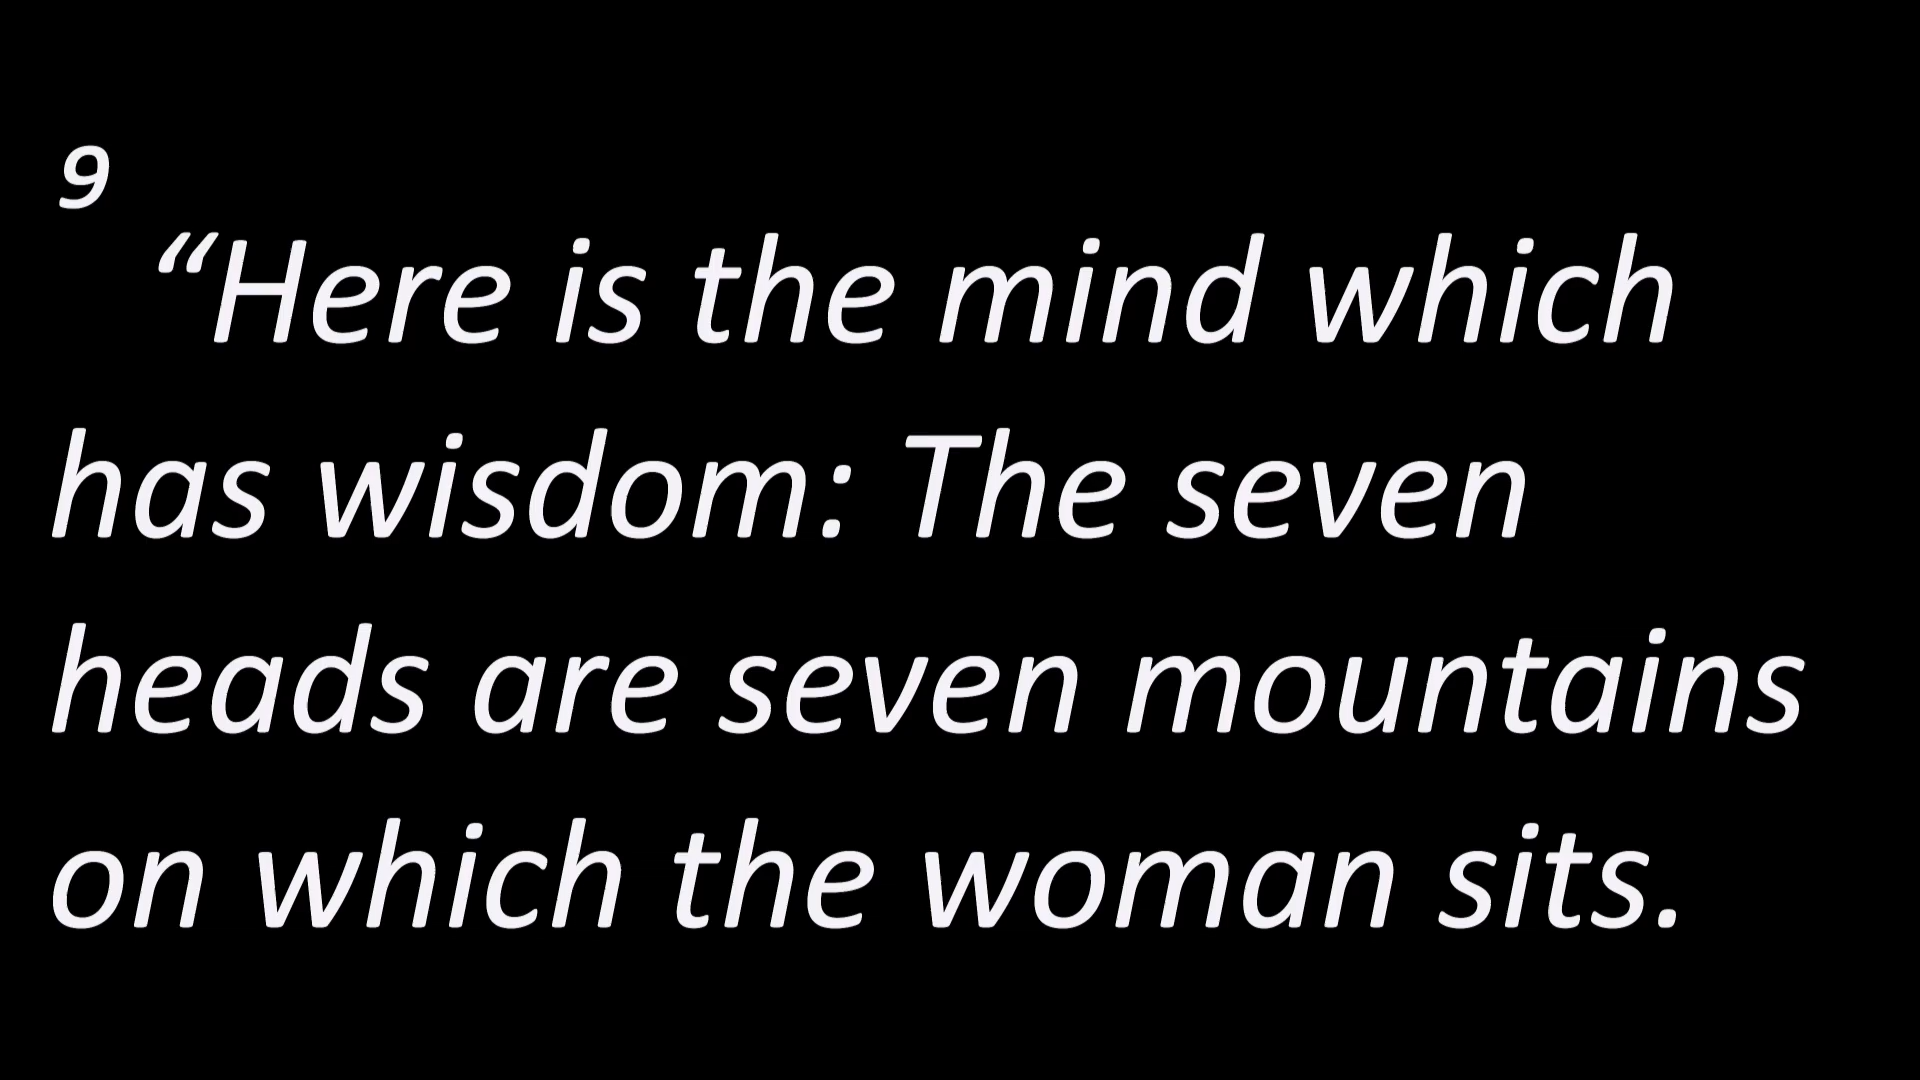 9 “Here is the mind which
has wisdom: The seven
heads are seven mountains
on which the woman sits.